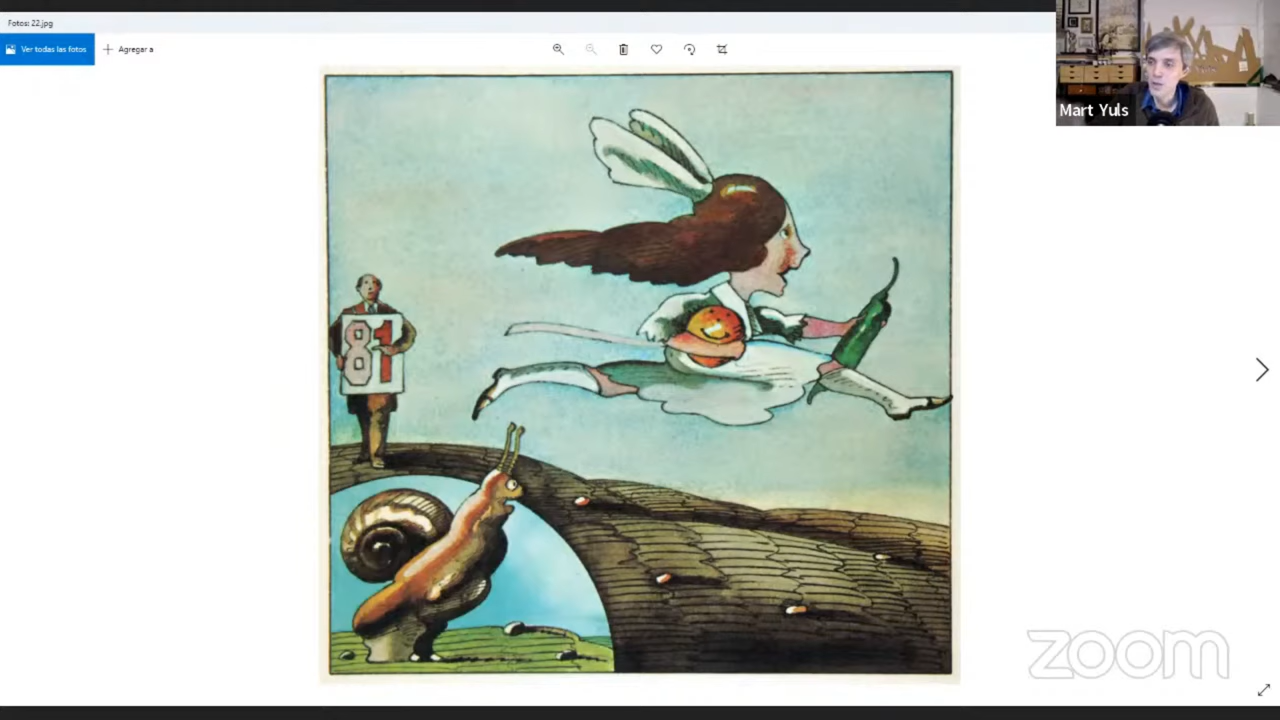 Fotos: 22.jpg
Ver todas las fotos
Agregar a
Mart Yuls
81
zoom